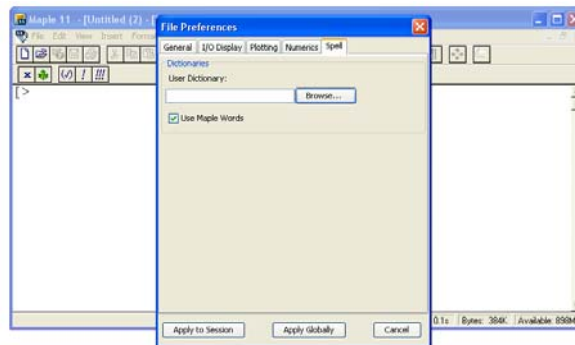 Maple 11 - [Untitled (2) - [
File Edit View Insert Forma
[>
File Preferences
General I/O Display Plotting Numerics Spell
Dictionaries
User Dictionary:
Browse...
Use Maple Words
Apply to Session Apply Globally Cancel
0.1s Bytes: 384K Available: 898M